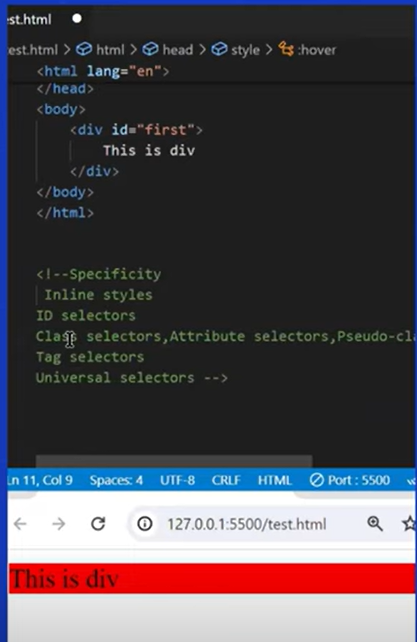 est.html
est.html > html > head > style > :hover
<html lang="en">
</head>
<body>
<div id="first">
This is div
</div>
</body>
</html>
<!--Specificity
Inline styles
ID selectors
Class selectors,Attribute selectors,Pseudo-cla
Tag selectors
Universal selectors -->
Ln 11, Col 9 Spaces: 4 UTF-8 CRLF HTML Port : 5500
127.0.0.1:5500/test.html
This is div